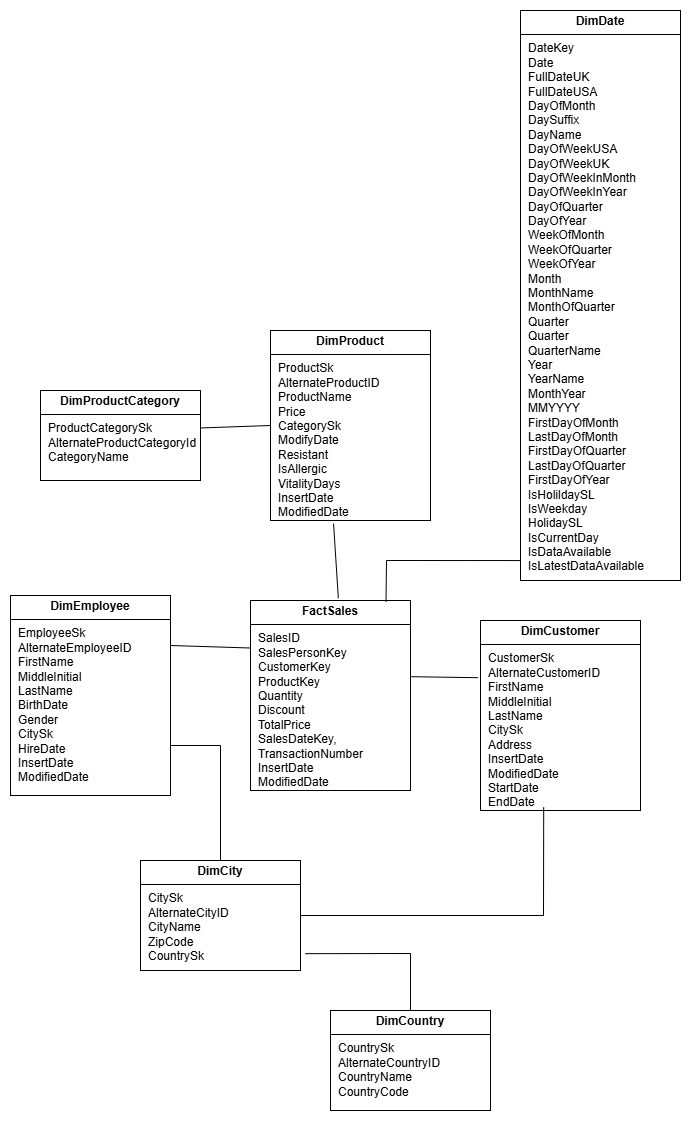 DimDate
DateKey
Date
FullDateUK
FullDateUSA
DayOfMonth
DaySuffix
DayName
DayOfWeekUSA
DayOfWeekUK
DayOfWeekInMonth
DayOfWeekInYear
DayOfQuarter
DayOfYear
WeekOfMonth
WeekOfQuarter
WeekOfYear
Month
MonthName
MonthOfQuarter
Quarter
Quarter
QuarterName
Year
YearName
MonthYear
MMYYYY
FirstDayOfMonth
LastDayOfMonth
FirstDayOfQuarter
LastDayOfQuarter
FirstDayOfYear
IsHolildaySL
IsWeekday
HolidaySL
IsCurrentDay
IsDataAvailable
IsLatestDataAvailable
DimProduct
ProductSk
AlternateProductID
ProductName
Price
CategorySk
ModifyDate
Resistant
IsAllergic
VitalityDays
InsertDate
ModifiedDate
DimProductCategory
ProductCategorySk
AlternateProductCategoryId
CategoryName
DimEmployee
EmployeeSk
AlternateEmployeeID
FirstName
MiddleInitial
LastName
BirthDate
Gender
CitySk
HireDate
InsertDate
ModifiedDate
FactSales
SalesID
SalesPersonKey
CustomerKey
ProductKey
Quantity
Discount
TotalPrice
SalesDateKey,
TransactionNumber
InsertDate
ModifiedDate
DimCustomer
CustomerSk
AlternateCustomerID
FirstName
MiddleInitial
LastName
CitySk
Address
InsertDate
ModifiedDate
StartDate
EndDate
DimCity
CitySk
AlternateCityID
CityName
ZipCode
CountrySk
DimCountry
CountrySk
AlternateCountryID
CountryName
CountryCode